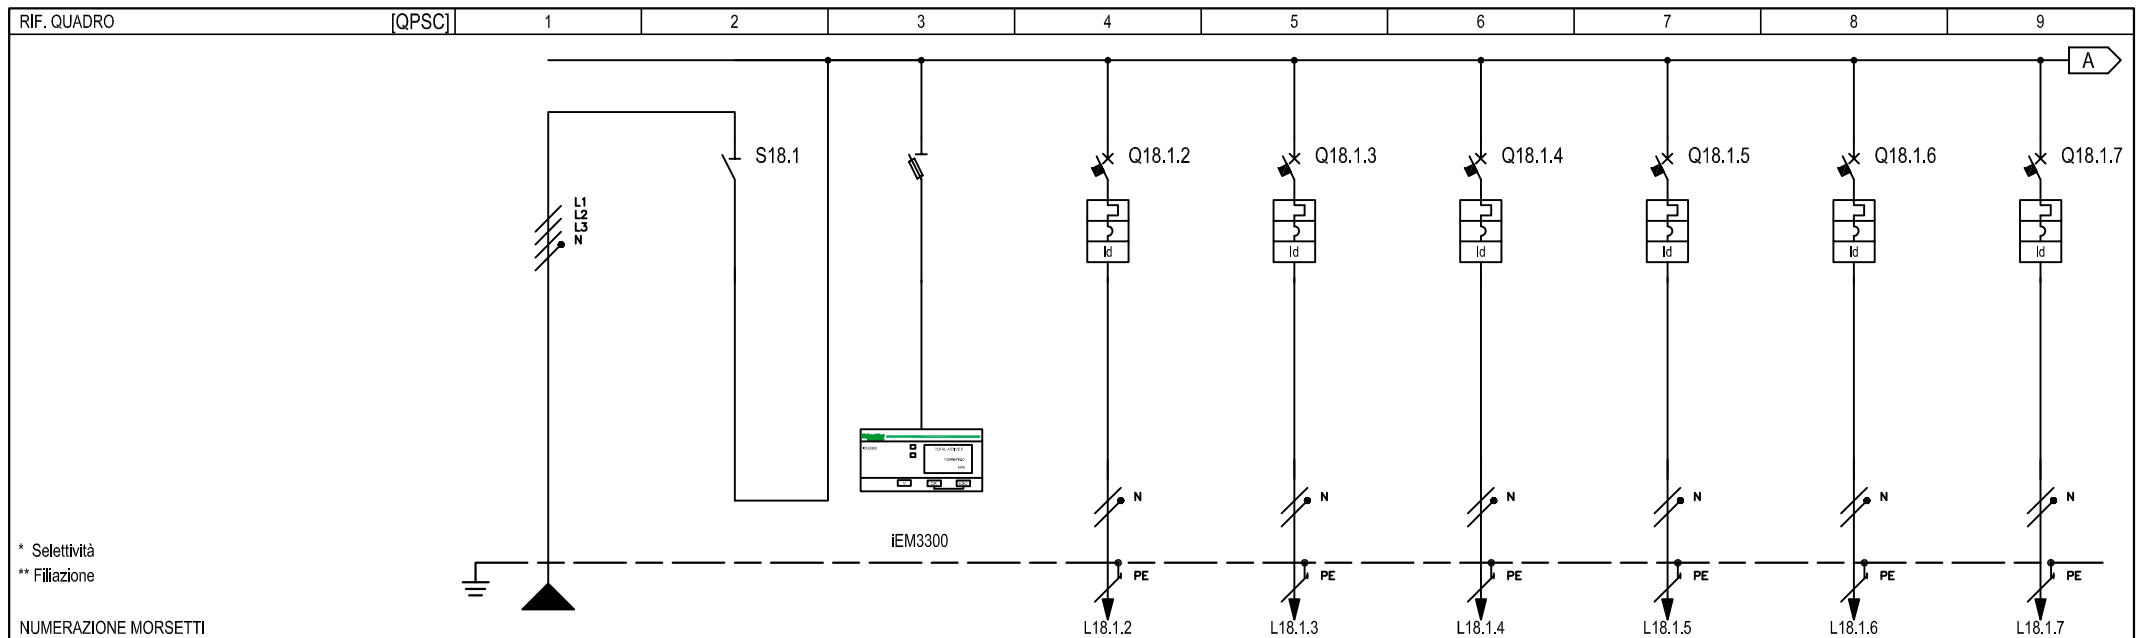 RIF. QUADRO [QPSC] 1 2 3 4 5 6 7 8 9
A
S18.1 Q18.1.2 Q18.1.3 Q18.1.4 Q18.1.5 Q18.1.6 Q18.1.7
L1
L2
L3
N
Id Id Id Id Id Id
TOTAL ACTIVE E
N N N N N N
iEM3300
* Selettività
** Filiazione
PE PE PE PE PE PE
NUMERAZIONE MORSETTI L18.1.2 L18.1.3 L18.1.4 L18.1.5 L18.1.6 L18.1.7